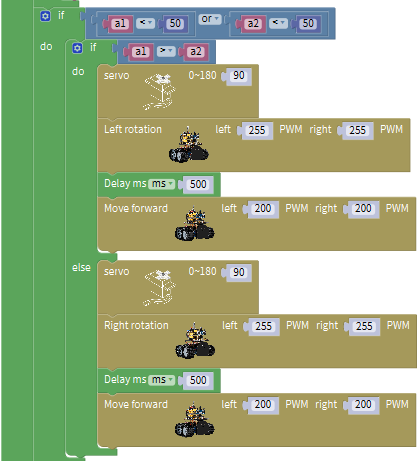 if a1 < 50 or a2 < 50
do if a1 > a2
do servo 0~180 90
Left rotation left 255 PWM right 255 PWM
Delay ms ms 500
Move forward left 200 PWM right 200 PWM
else servo 0~180 90
Right rotation left 255 PWM right 255 PWM
Delay ms ms 500
Move forward left 200 PWM right 200 PWM